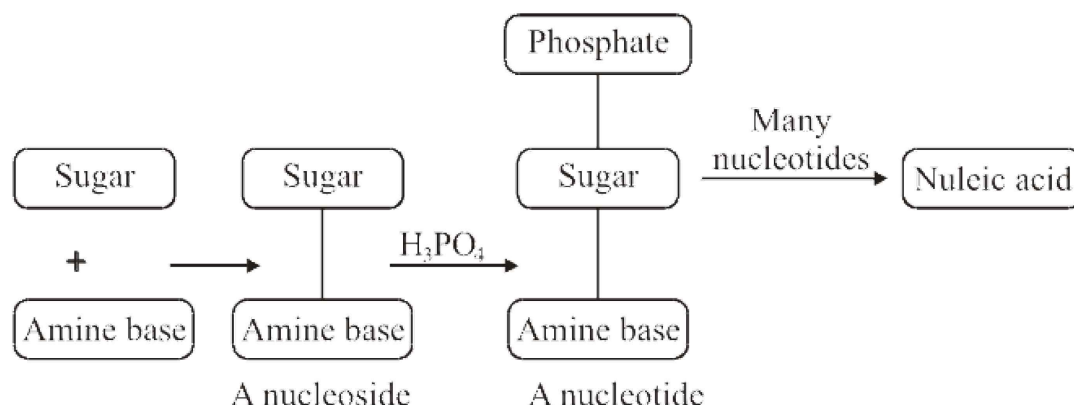 Phosphate
Many
nucleotides
Sugar
Sugar
Sugar
Nuleic acid
+
H₃PO₄
Amine base
Amine base
Amine base
A nucleoside
A nucleotide